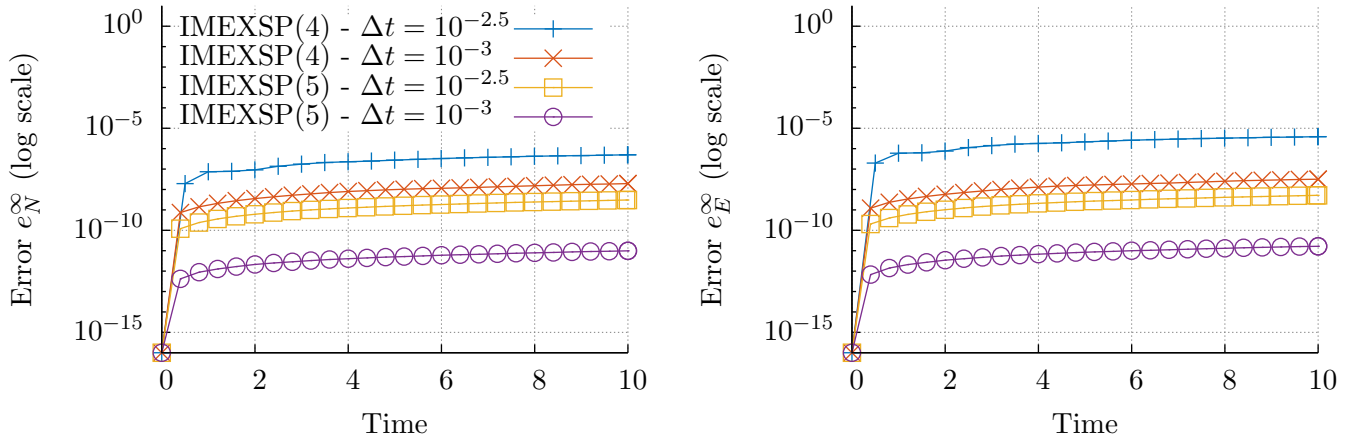 10^0
10^{-5}
10^{-10}
10^{-15}
Error e_N^∞ (log scale)
IMEXSP(4) - Δt = 10^{-2.5}
IMEXSP(4) - Δt = 10^{-3}
IMEXSP(5) - Δt = 10^{-2.5}
IMEXSP(5) - Δt = 10^{-3}
0 2 4 6 8 10
Time
10^0
10^{-5}
10^{-10}
10^{-15}
Error e_E^∞ (log scale)
0 2 4 6 8 10
Time